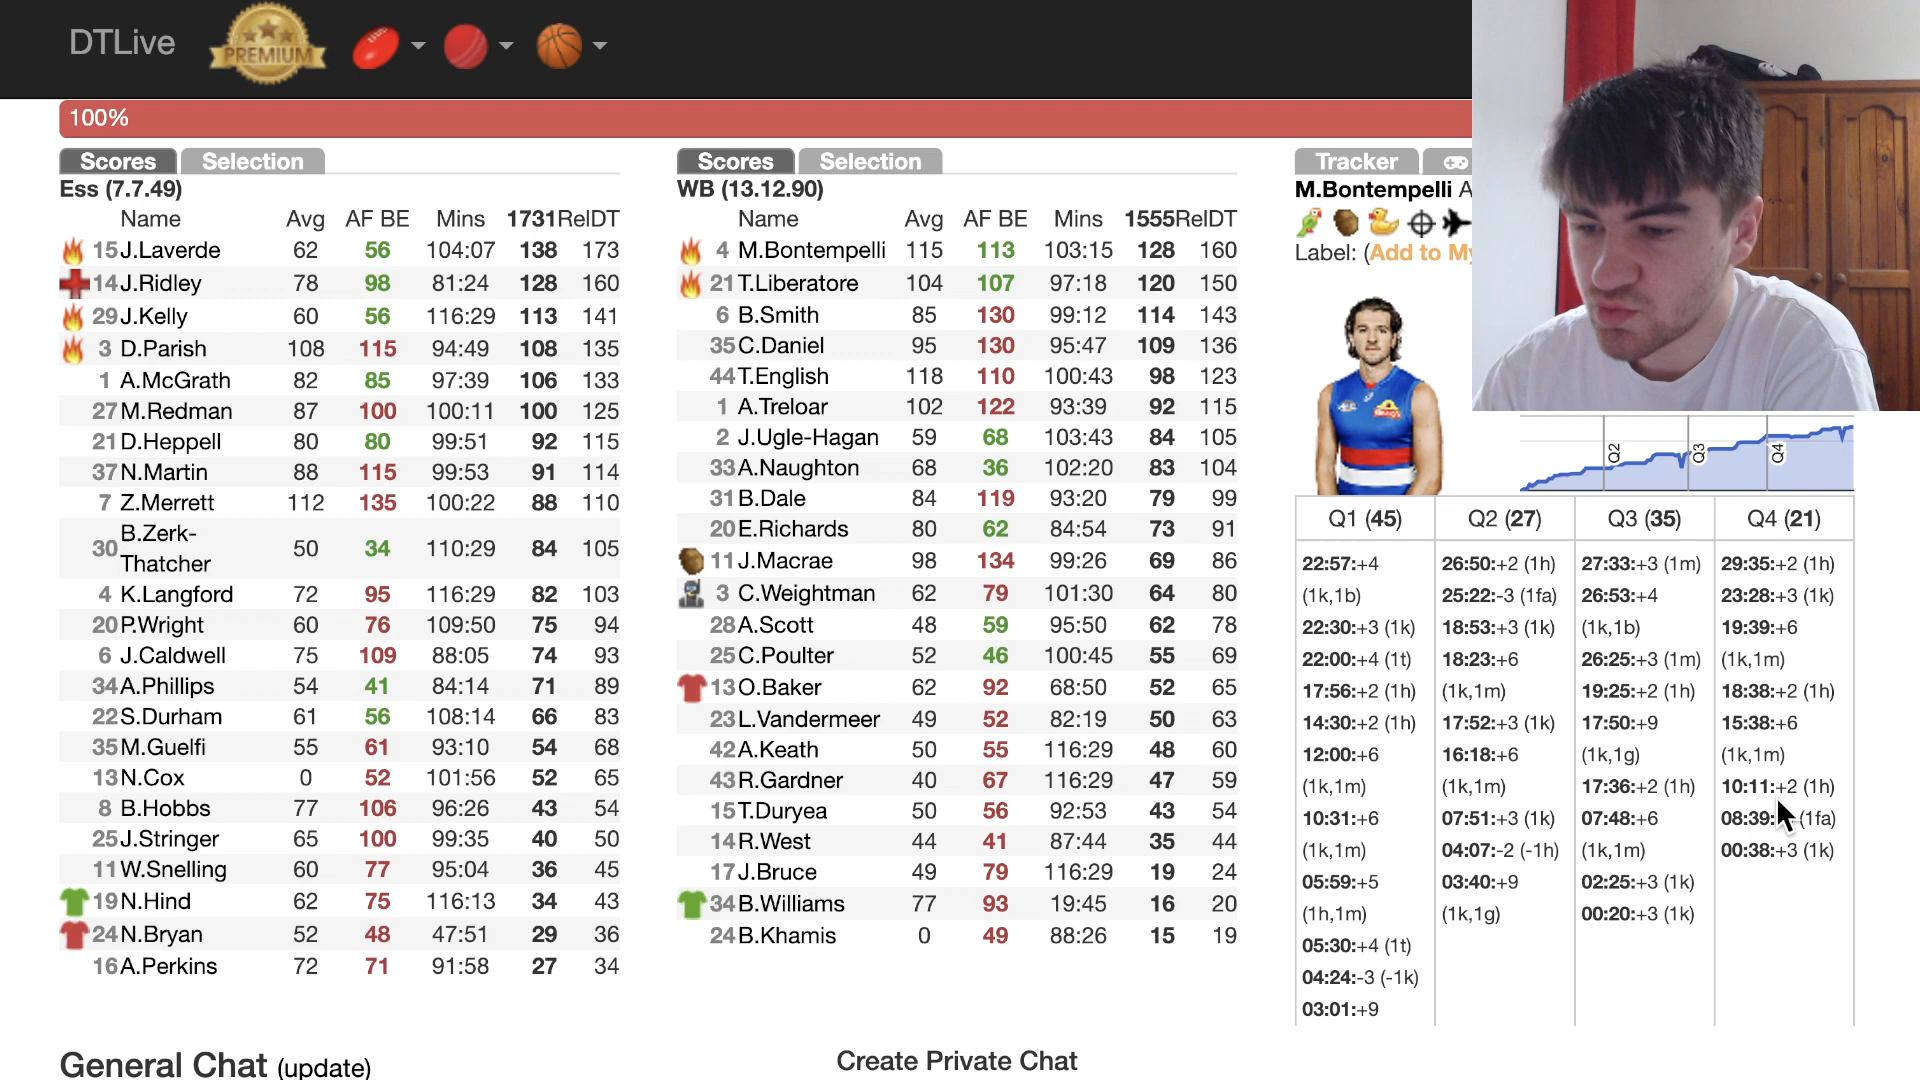 DTLive
PREMIUM
100%
Scores Selection
Ess (7.7.49)
Name Avg AF BE Mins 1731 RelDT
15 J.Laverde 62 56 104:07 138 173
14 J.Ridley 78 98 81:24 128 160
29 J.Kelly 60 56 116:29 113 141
3 D.Parish 108 115 94:49 108 135
1 A.McGrath 82 85 97:39 106 133
27 M.Redman 87 100 100:11 100 125
21 D.Heppell 80 80 99:51 92 115
37 N.Martin 88 115 99:53 91 114
7 Z.Merrett 112 135 100:22 88 110
30 B.Zerk-Thatcher 50 34 110:29 84 105
4 K.Langford 72 95 116:29 82 103
20 P.Wright 60 76 109:50 75 94
6 J.Caldwell 75 109 88:05 74 93
34 A.Phillips 54 41 84:14 71 89
22 S.Durham 61 56 108:14 66 83
35 M.Guelfi 55 61 93:10 54 68
13 N.Cox 0 52 101:56 52 65
8 B.Hobbs 77 106 96:26 43 54
25 J.Stringer 65 100 99:35 40 50
11 W.Snelling 60 77 95:04 36 45
19 N.Hind 62 75 116:13 34 43
24 N.Bryan 52 48 47:51 29 36
16 A.Perkins 72 71 91:58 27 34
Scores Selection
WB (13.12.90)
Name Avg AF BE Mins 1555 RelDT
4 M.Bontempelli 115 113 103:15 128 160
21 T.Liberatore 104 107 97:18 120 150
6 B.Smith 85 130 99:12 114 143
35 C.Daniel 95 130 95:47 109 136
44 T.English 118 110 100:43 98 123
1 A.Treloar 102 122 93:39 92 115
2 J.Ugle-Hagan 59 68 103:43 84 105
33 A.Naughton 68 36 102:20 83 104
31 B.Dale 84 119 93:20 79 99
20 E.Richards 80 62 84:54 73 91
11 J.Macrae 98 134 99:26 69 86
3 C.Weightman 62 79 101:30 64 80
28 A.Scott 48 59 95:50 62 78
25 C.Poulter 52 46 100:45 55 69
13 O.Baker 62 92 68:50 52 65
23 L.Vandermeer 49 52 82:19 50 63
42 A.Keath 50 55 116:29 48 60
43 R.Gardner 40 67 116:29 47 59
15 T.Duryea 50 56 92:53 43 54
14 R.West 44 41 87:44 35 44
17 J.Bruce 49 79 116:29 19 24
34 B.Williams 77 93 19:45 16 20
24 B.Khamis 0 49 88:26 15 19
Tracker
M.Bontempelli A
Label: (Add to My
Q2 Q3 Q4
Q1 (45)
22:57:+4
(1k,1b)
22:30:+3 (1k)
22:00:+4 (1t)
17:56:+2 (1h)
14:30:+2 (1h)
12:00:+6
(1k,1m)
10:31:+6
(1k,1m)
05:59:+5
(1h,1m)
05:30:+4 (1t)
04:24:-3 (-1k)
03:01:+9
Q2 (27)
26:50:+2 (1h)
25:22:-3 (1fa)
18:53:+3 (1k)
18:23:+6
(1k,1m)
17:52:+3 (1k)
16:18:+6
(1k,1m)
07:51:+3 (1k)
04:07:-2 (-1h)
03:40:+9
(1k,1g)
Q3 (35)
27:33:+3 (1m)
26:53:+4
(1k,1b)
26:25:+3 (1m)
19:25:+2 (1h)
17:50:+9
(1k,1g)
17:36:+2 (1h)
07:48:+6
(1k,1m)
02:25:+3 (1k)
00:20:+3 (1k)
Q4 (21)
29:35:+2 (1h)
23:28:+3 (1k)
19:39:+6
(1k,1m)
18:38:+2 (1h)
15:38:+6
(1k,1m)
10:11:+2 (1h)
08:39: (1fa)
00:38:+3 (1k)
General Chat (update)
Create Private Chat